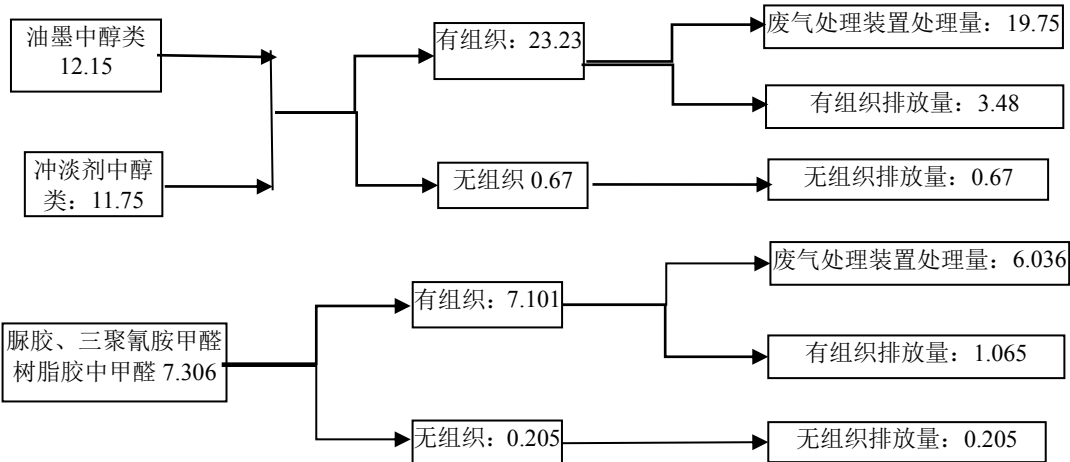 油墨中醇类
12.15
有组织：23.23
废气处理装置处理量：19.75
有组织排放量：3.48
冲淡剂中醇
类：11.75
无组织 0.67
无组织排放量：0.67
废气处理装置处理量：6.036
有组织：7.101
脲胶、三聚氰胺甲醛
树脂胶中甲醛 7.306
有组织排放量：1.065
无组织：0.205
无组织排放量：0.205